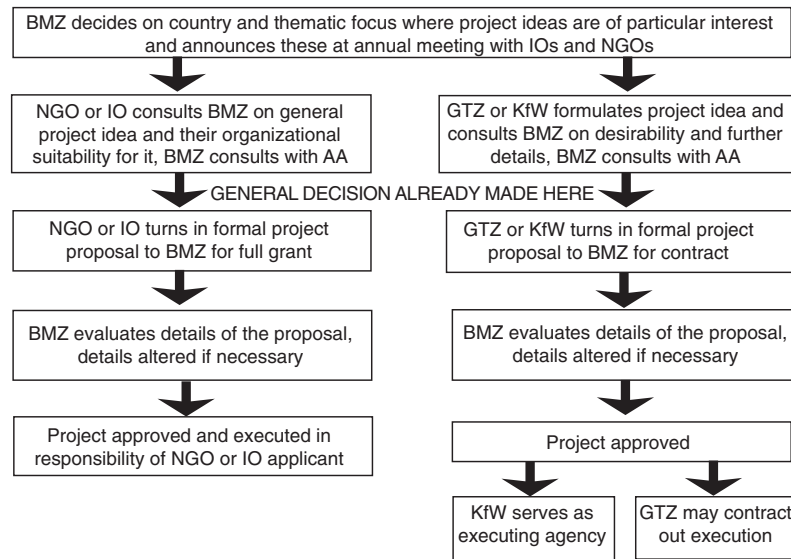 BMZ decides on country and thematic focus where project ideas are of particular interest
and announces these at annual meeting with IOs and NGOs
NGO or IO consults BMZ on general
project idea and their organizational
suitability for it, BMZ consults with AA
GTZ or KfW formulates project idea and
consults BMZ on desirability and further
details, BMZ consults with AA
GENERAL DECISION ALREADY MADE HERE
NGO or IO turns in formal project
proposal to BMZ for full grant
GTZ or KfW turns in formal project
proposal to BMZ for contract
BMZ evaluates details of the proposal,
details altered if necessary
BMZ evaluates details of the proposal,
details altered if necessary
Project approved and executed in
responsibility of NGO or IO applicant
Project approved
KfW serves as
executing agency
GTZ may contract
out execution